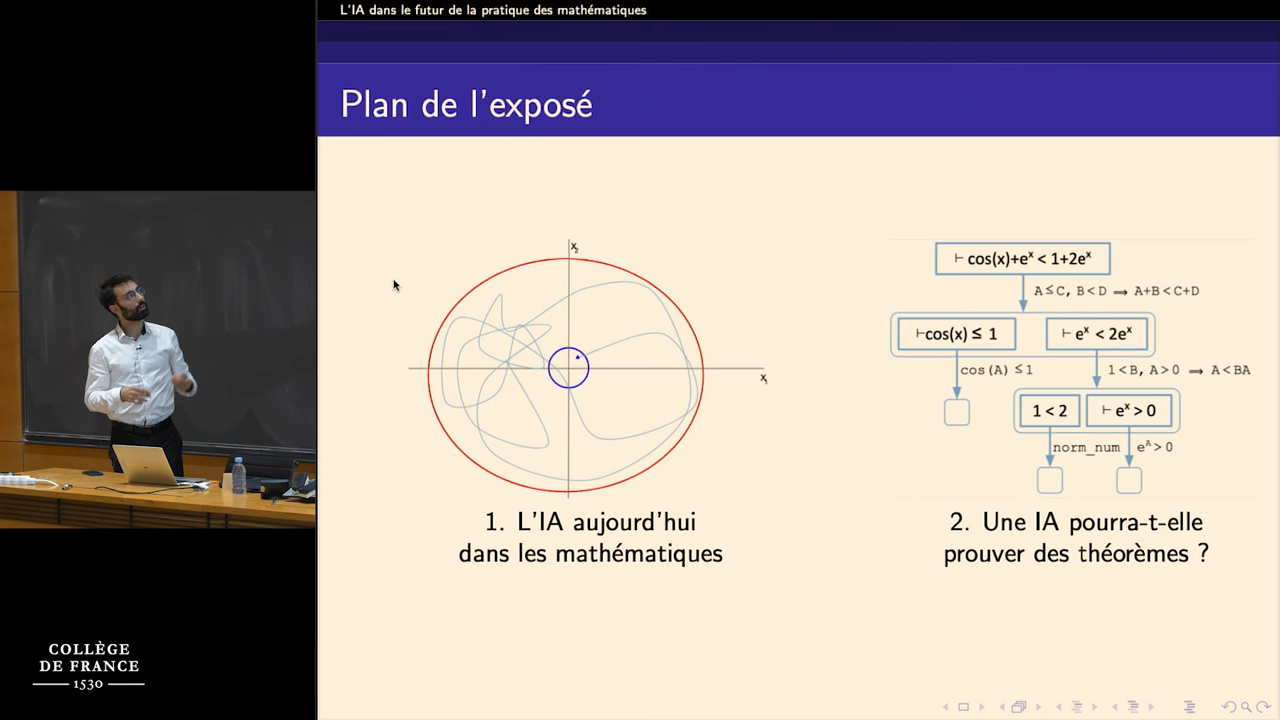 L'IA dans le futur de la pratique des mathématiques
Plan de l'exposé
x₂
x₁
1. L'IA aujourd'hui
dans les mathématiques
⊢ cos(x)+eˣ < 1+2eˣ
A≤C, B<D ⟹ A+B<C+D
⊢cos(x) ≤ 1
⊢ eˣ < 2eˣ
cos(A) ≤1
1<B, A>0 ⟹ A<BA
1 < 2
⊢ eˣ > 0
norm_num
eᴬ>0
2. Une IA pourra-t-elle
prouver des théorèmes ?
COLLÈGE
DE FRANCE
1530